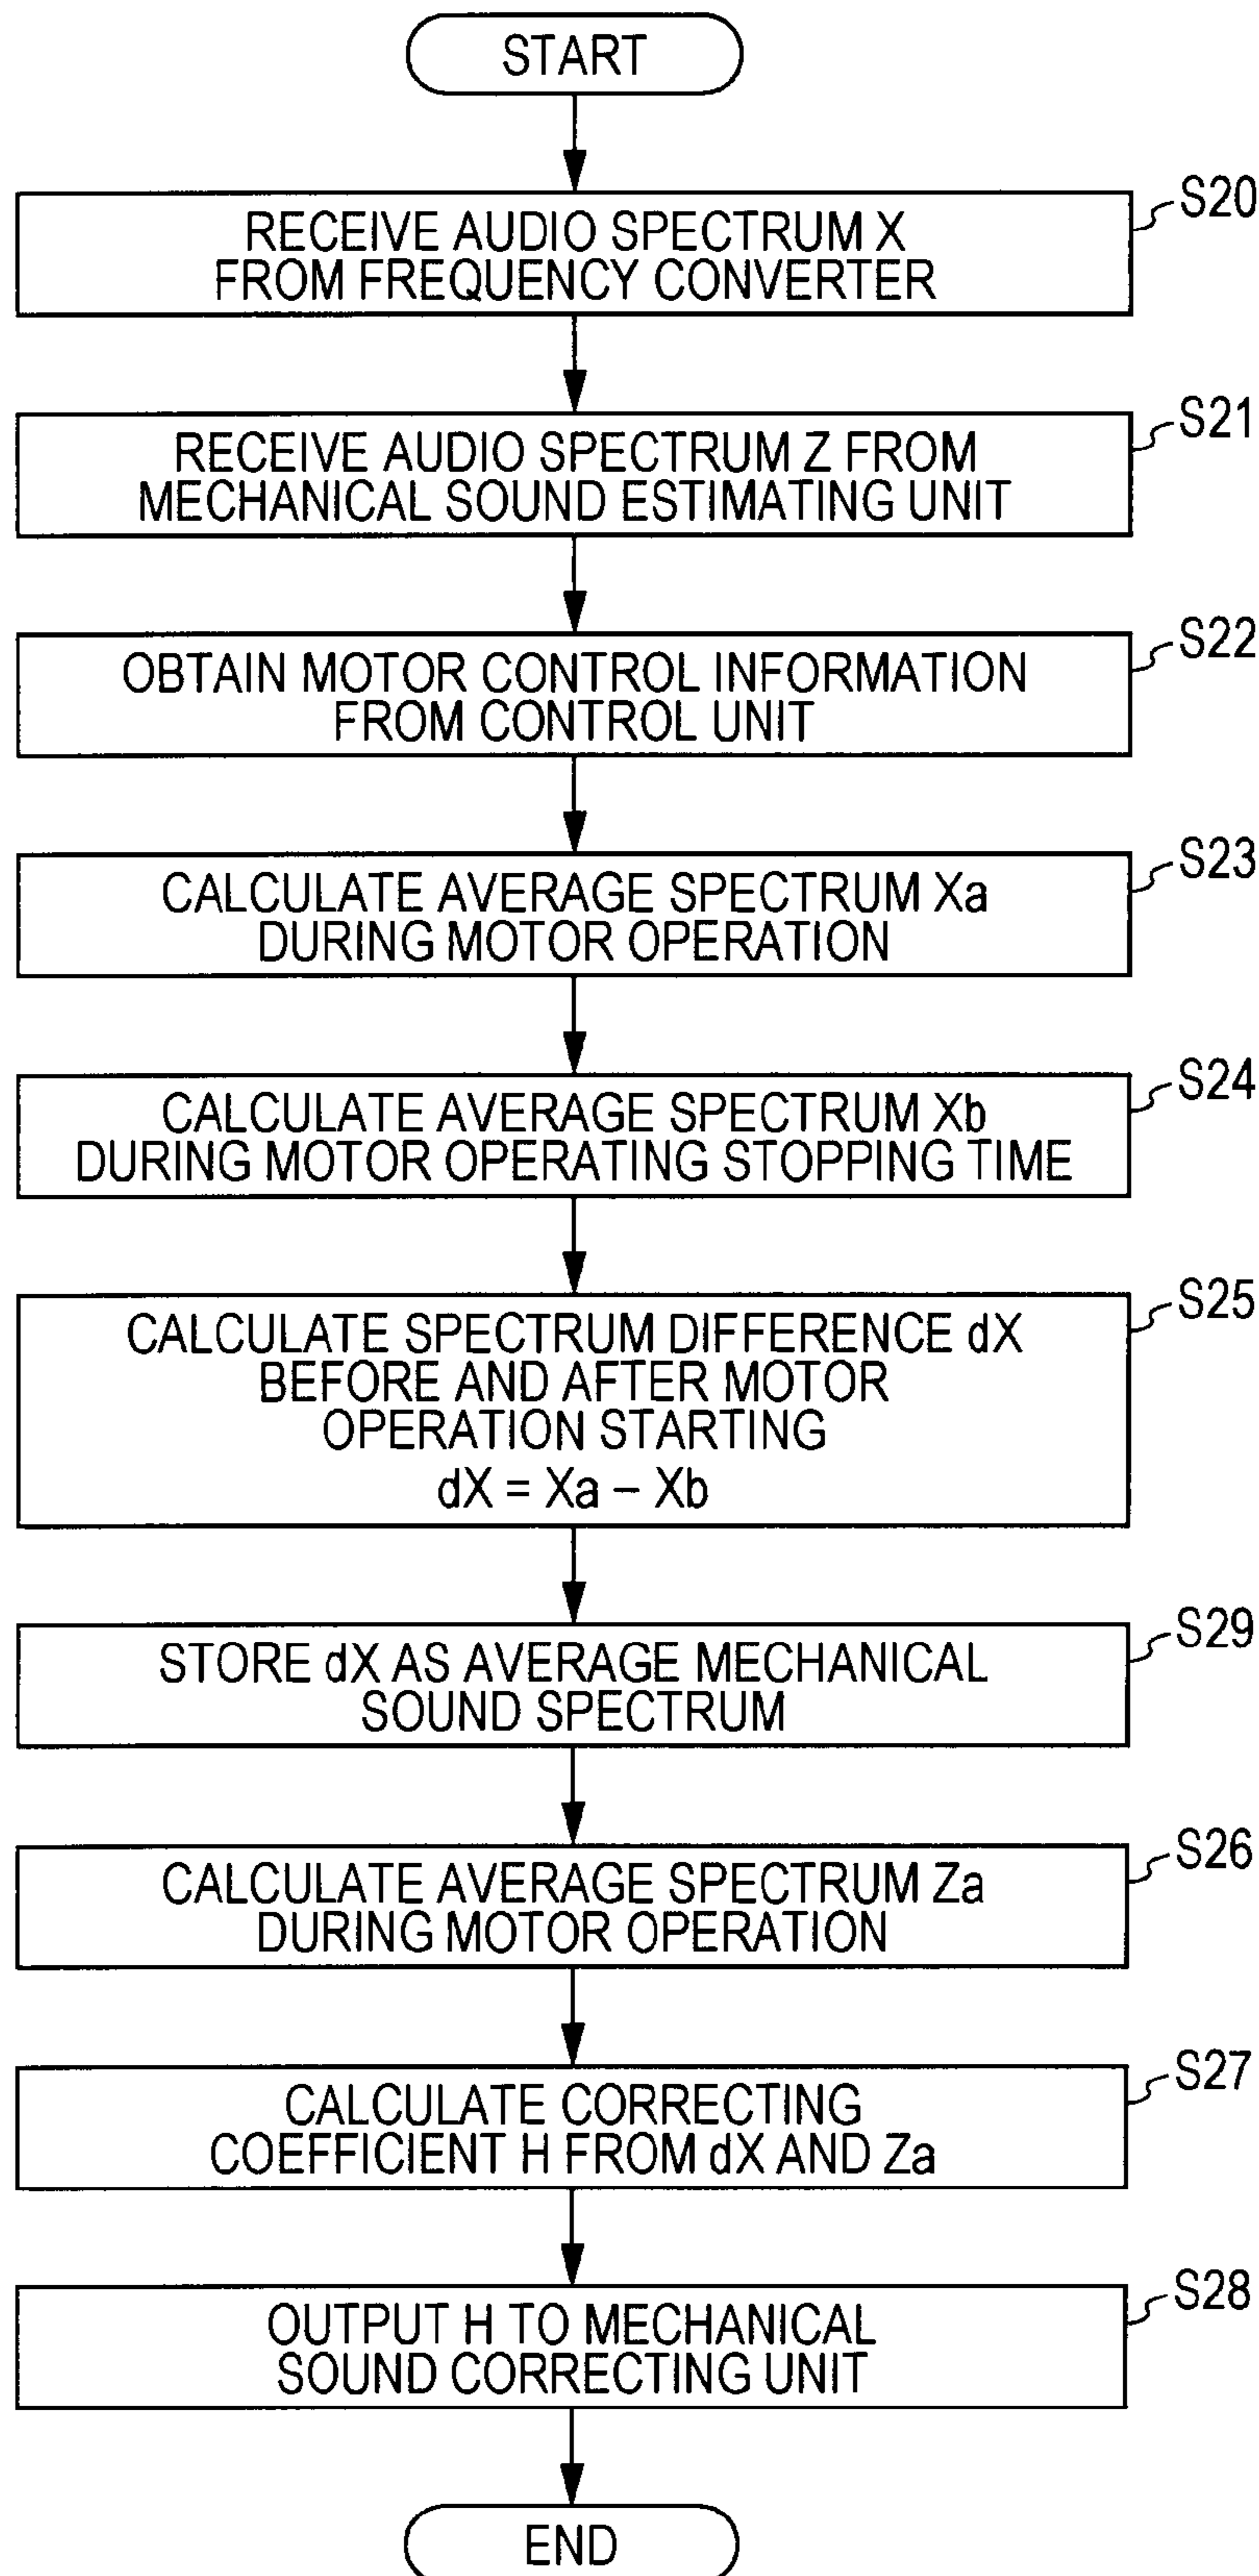 START
S20
RECEIVE AUDIO SPECTRUM X
FROM FREQUENCY CONVERTER
S21
RECEIVE AUDIO SPECTRUM Z FROM
MECHANICAL SOUND ESTIMATING UNIT
S22
OBTAIN MOTOR CONTROL INFORMATION
FROM CONTROL UNIT
S23
CALCULATE AVERAGE SPECTRUM Xa
DURING MOTOR OPERATION
S24
CALCULATE AVERAGE SPECTRUM Xb
DURING MOTOR OPERATING STOPPING TIME
S25
CALCULATE SPECTRUM DIFFERENCE dX
BEFORE AND AFTER MOTOR
OPERATION STARTING
dX = Xa – Xb
S29
STORE dX AS AVERAGE MECHANICAL
SOUND SPECTRUM
S26
CALCULATE AVERAGE SPECTRUM Za
DURING MOTOR OPERATION
S27
CALCULATE CORRECTING
COEFFICIENT H FROM dX AND Za
S28
OUTPUT H TO MECHANICAL
SOUND CORRECTING UNIT
END